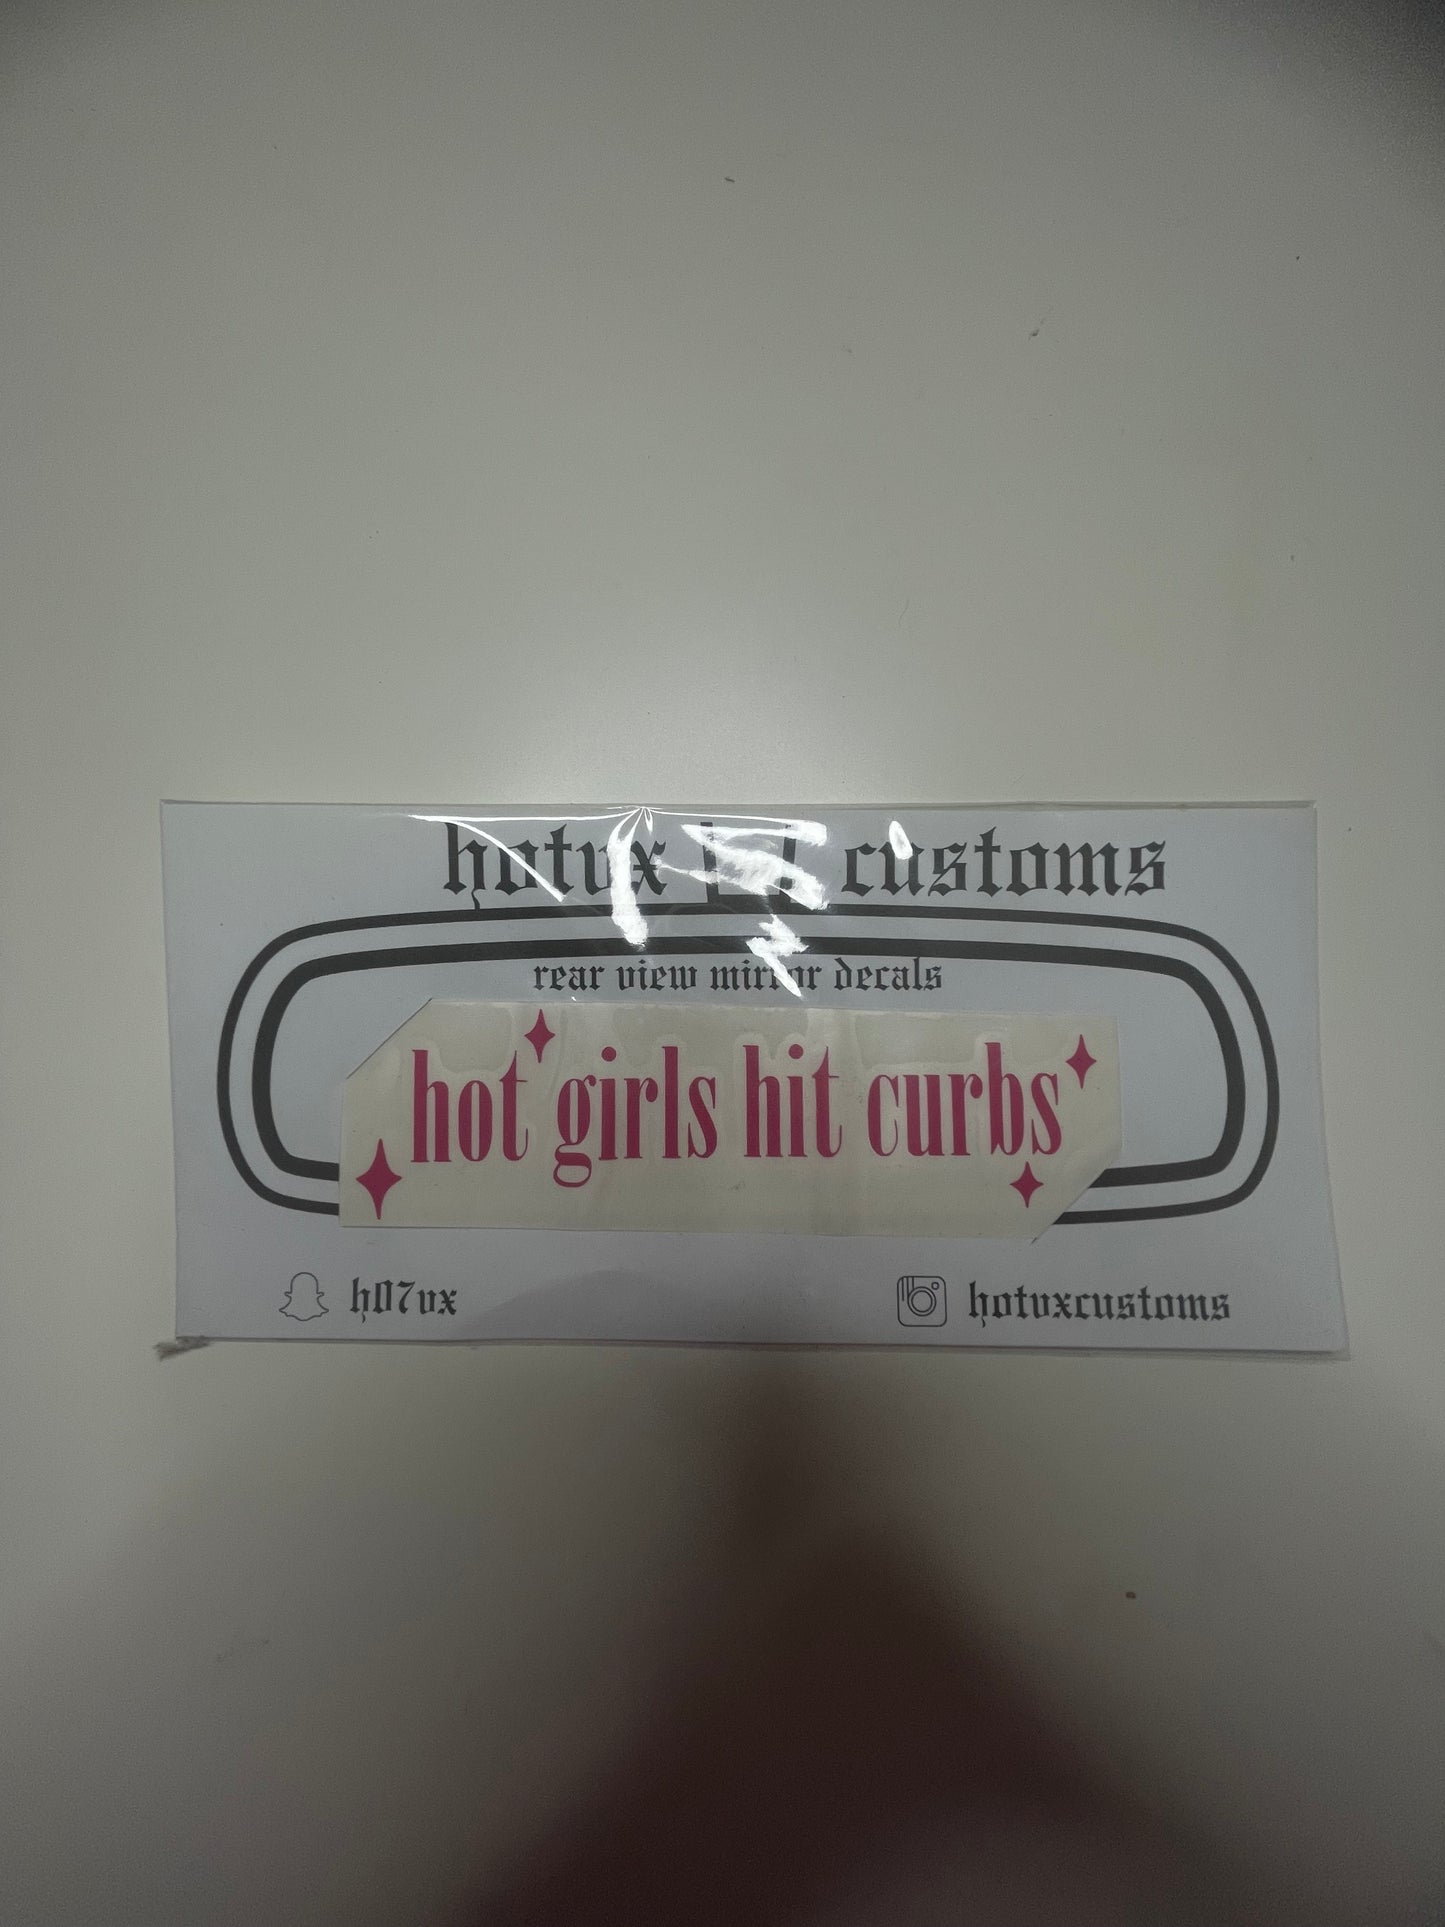 hotvx customs
rear view mirror decals
hot girls hit curbs
h07vx
hotvxcustoms